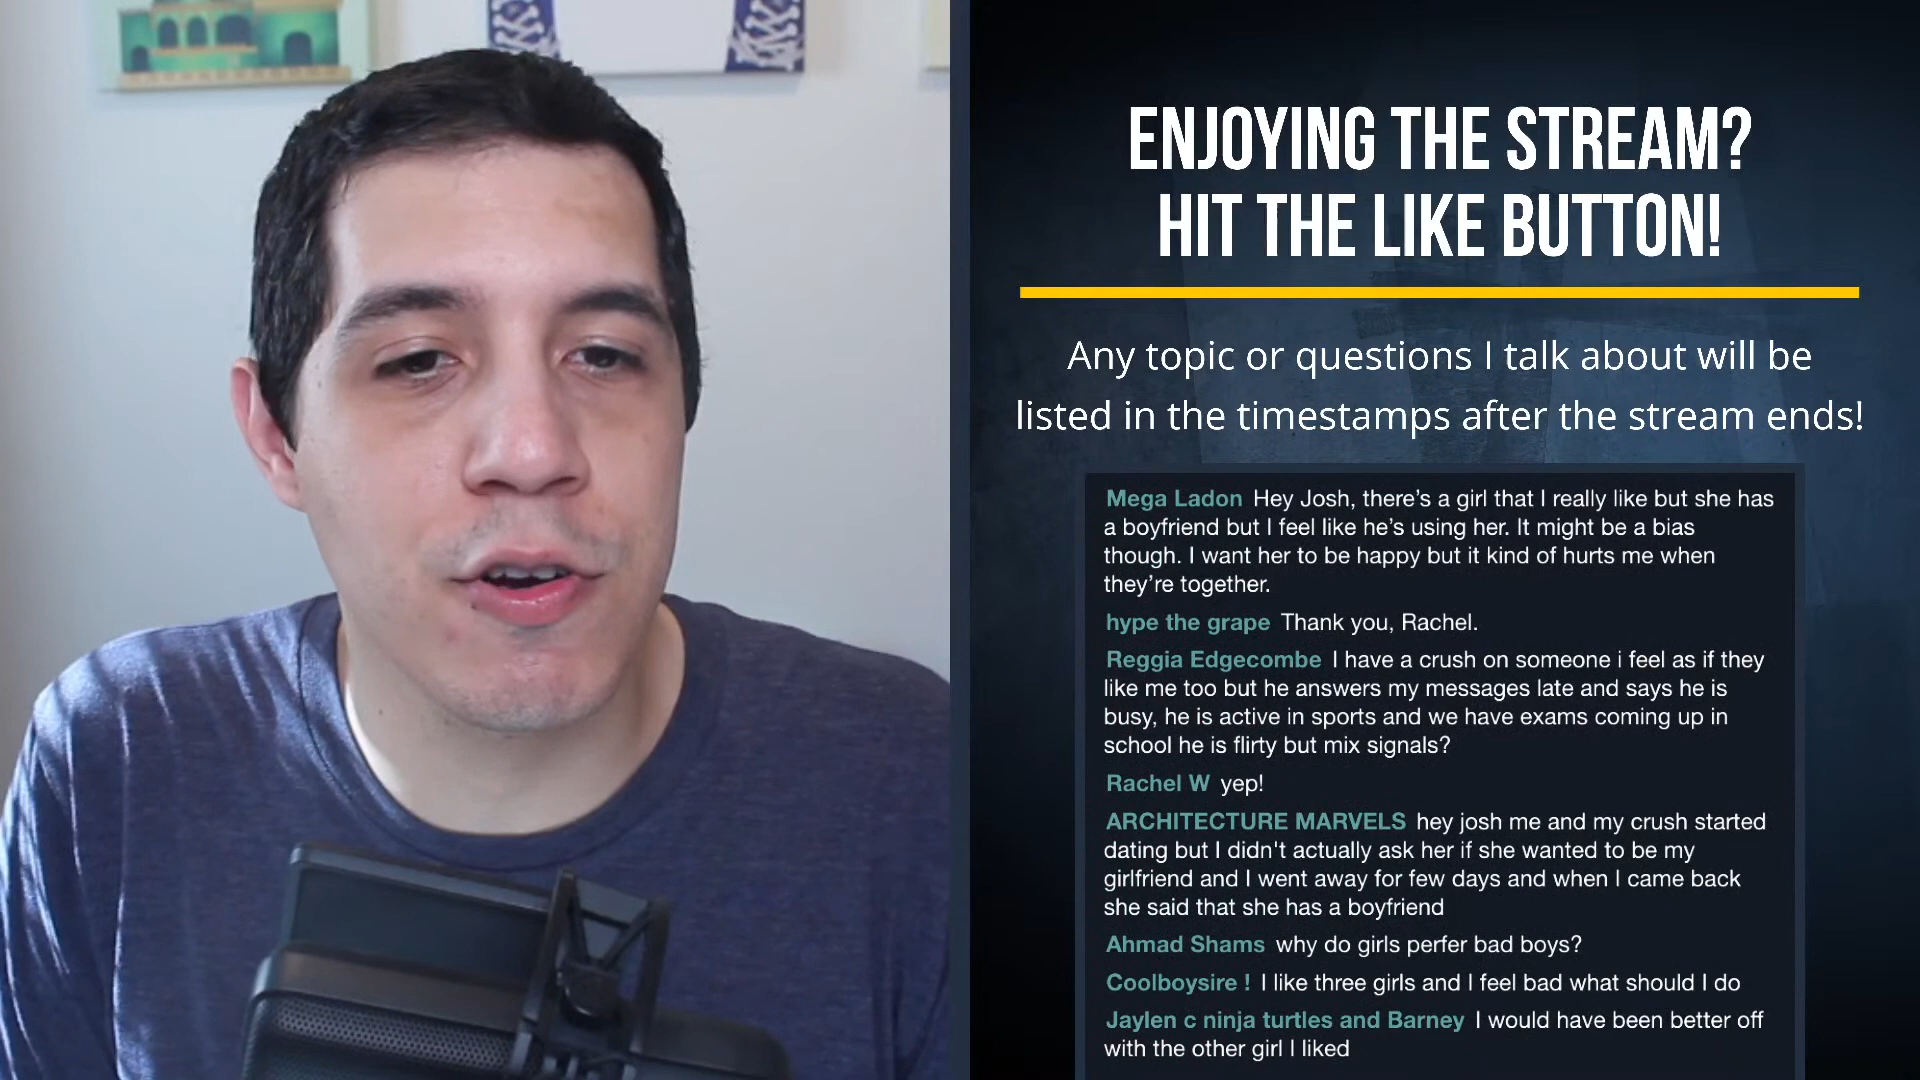 ENJOYING THE STREAM?
HIT THE LIKE BUTTON!
Any topic or questions I talk about will be
listed in the timestamps after the stream ends!
Mega Ladon Hey Josh, there's a girl that I really like but she has
a boyfriend but I feel like he's using her. It might be a bias
though. I want her to be happy but it kind of hurts me when
they're together.
hype the grape Thank you, Rachel.
Reggia Edgecombe I have a crush on someone i feel as if they
like me too but he answers my messages late and says he is
busy, he is active in sports and we have exams coming up in
school he is flirty but mix signals?
Rachel W yep!
ARCHITECTURE MARVELS hey josh me and my crush started
dating but I didn't actually ask her if she wanted to be my
girlfriend and I went away for few days and when I came back
she said that she has a boyfriend
Ahmad Shams why do girls perfer bad boys?
Coolboysire ! I like three girls and I feel bad what should I do
Jaylen c ninja turtles and Barney I would have been better off
with the other girl I liked